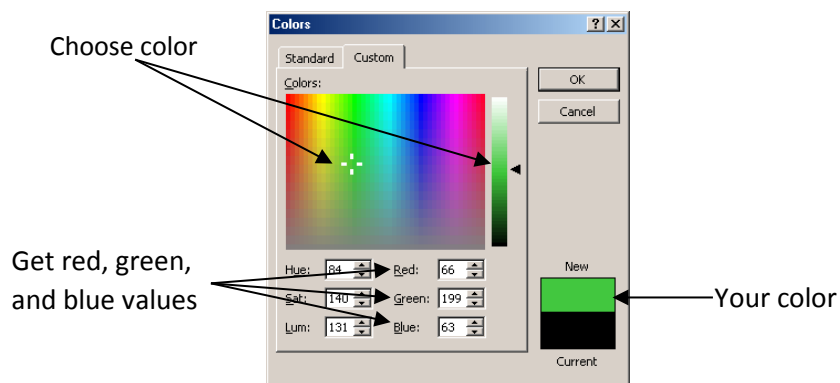 Colors
Choose color
Standard Custom
Colors:
OK
Cancel
Get red, green,
and blue values
Hue: 84 Red: 66
Sat: 140 Green: 199
Lum: 131 Blue: 63
New
Your color
Current